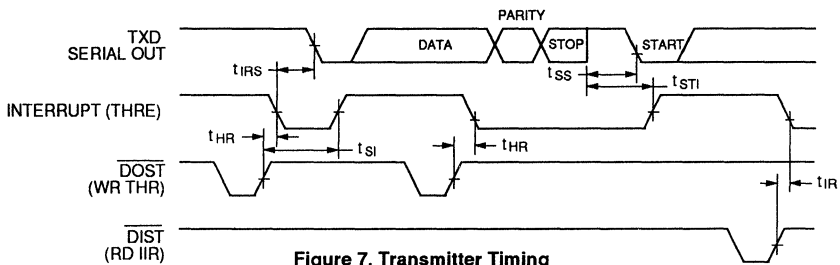 PARITY
TXD
SERIAL OUT
DATA
STOP
START
tIRS
tSS
tSTI
INTERRUPT (THRE)
tHR
tSI
tHR
DOST
(WR THR)
tIR
DIST
(RD IIR)
Figure 7. Transmitter Timing